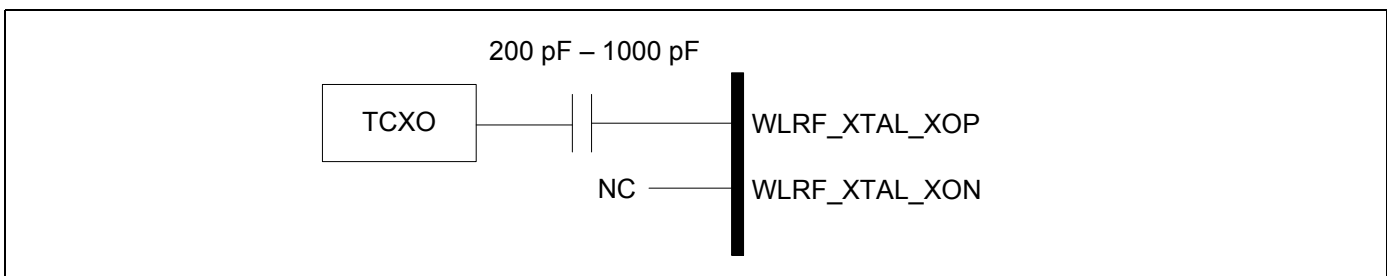 200 pF – 1000 pF
TCXO
WLRF_XTAL_XOP
NC
WLRF_XTAL_XON